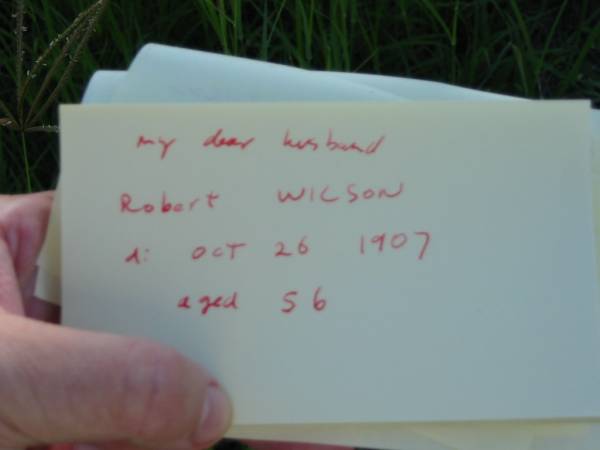 my dear husband
Robert WILSON
d: OCT 26 1907
aged 56